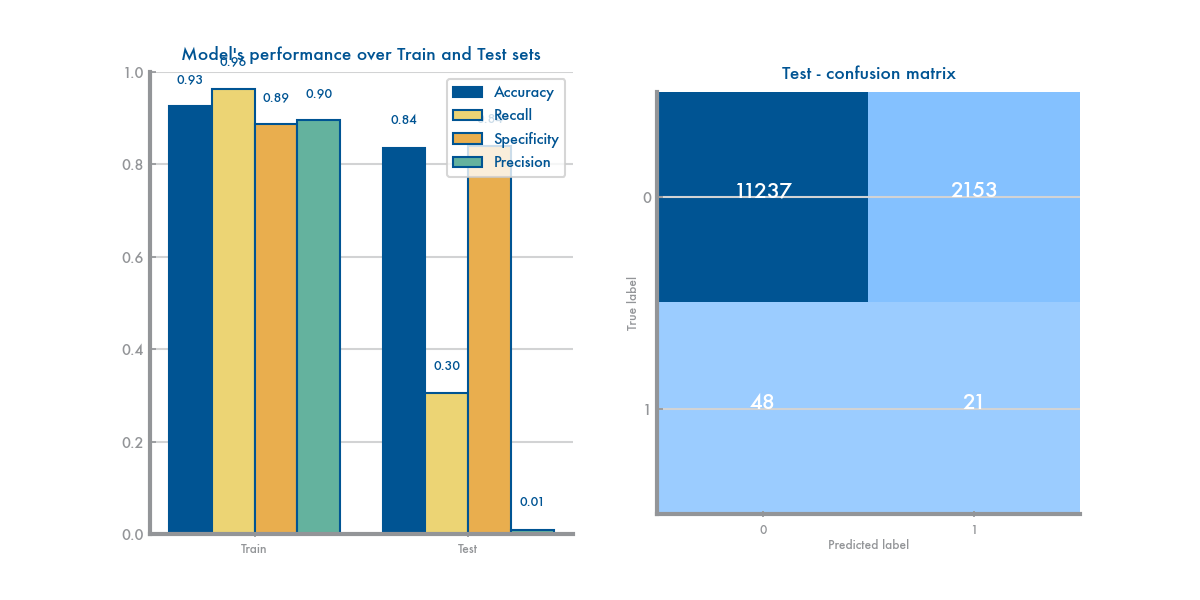 Model's performance over Train and Test sets
0.93
0.96
0.89
0.90
0.84
0.30
0.84
0.01
Accuracy
Recall
Specificity
Precision
1.0
0.8
0.6
0.4
0.2
0.0
Train
Test
Test - confusion matrix
11237
2153
48
21
0
1
True label
0
1
Predicted label